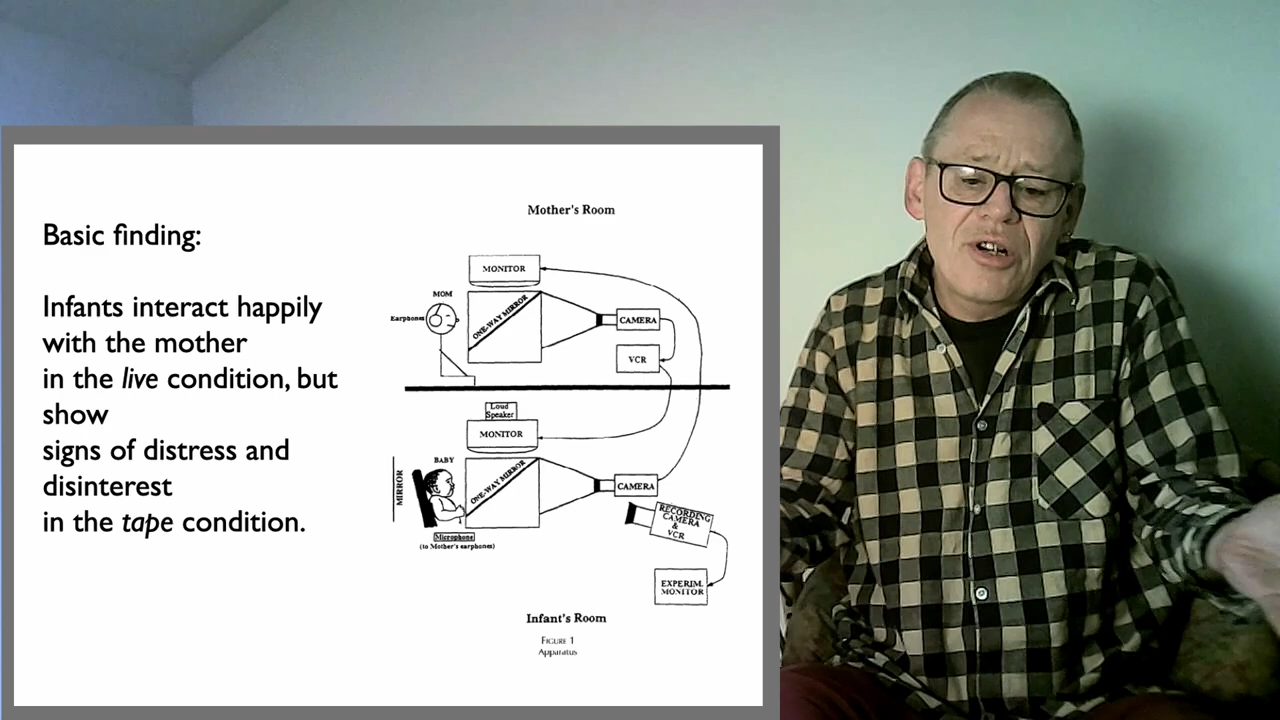 Basic finding:
Infants interact happily
with the mother
in the live condition, but
show
signs of distress and
disinterest
in the tape condition.
Mother's Room
MONITOR
MOM
Earphones
ONE-WAY MIRROR
CAMERA
VCR
Loud
Speaker
MONITOR
BABY
MIRROR
ONE-WAY MIRROR
CAMERA
Microphone
(to Mother's earphones)
RECORDING
CAMERA
&
VCR
EXPERIM.
MONITOR
Infant's Room
FIGURE 1
Apparatus